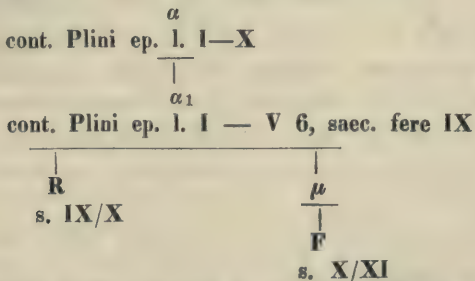 α
cont. Plini ep. l. I—X
α1
cont. Plini ep. l. I — V 6, saec. fere IX
R μ
s. IX/X
F
s. X/XI